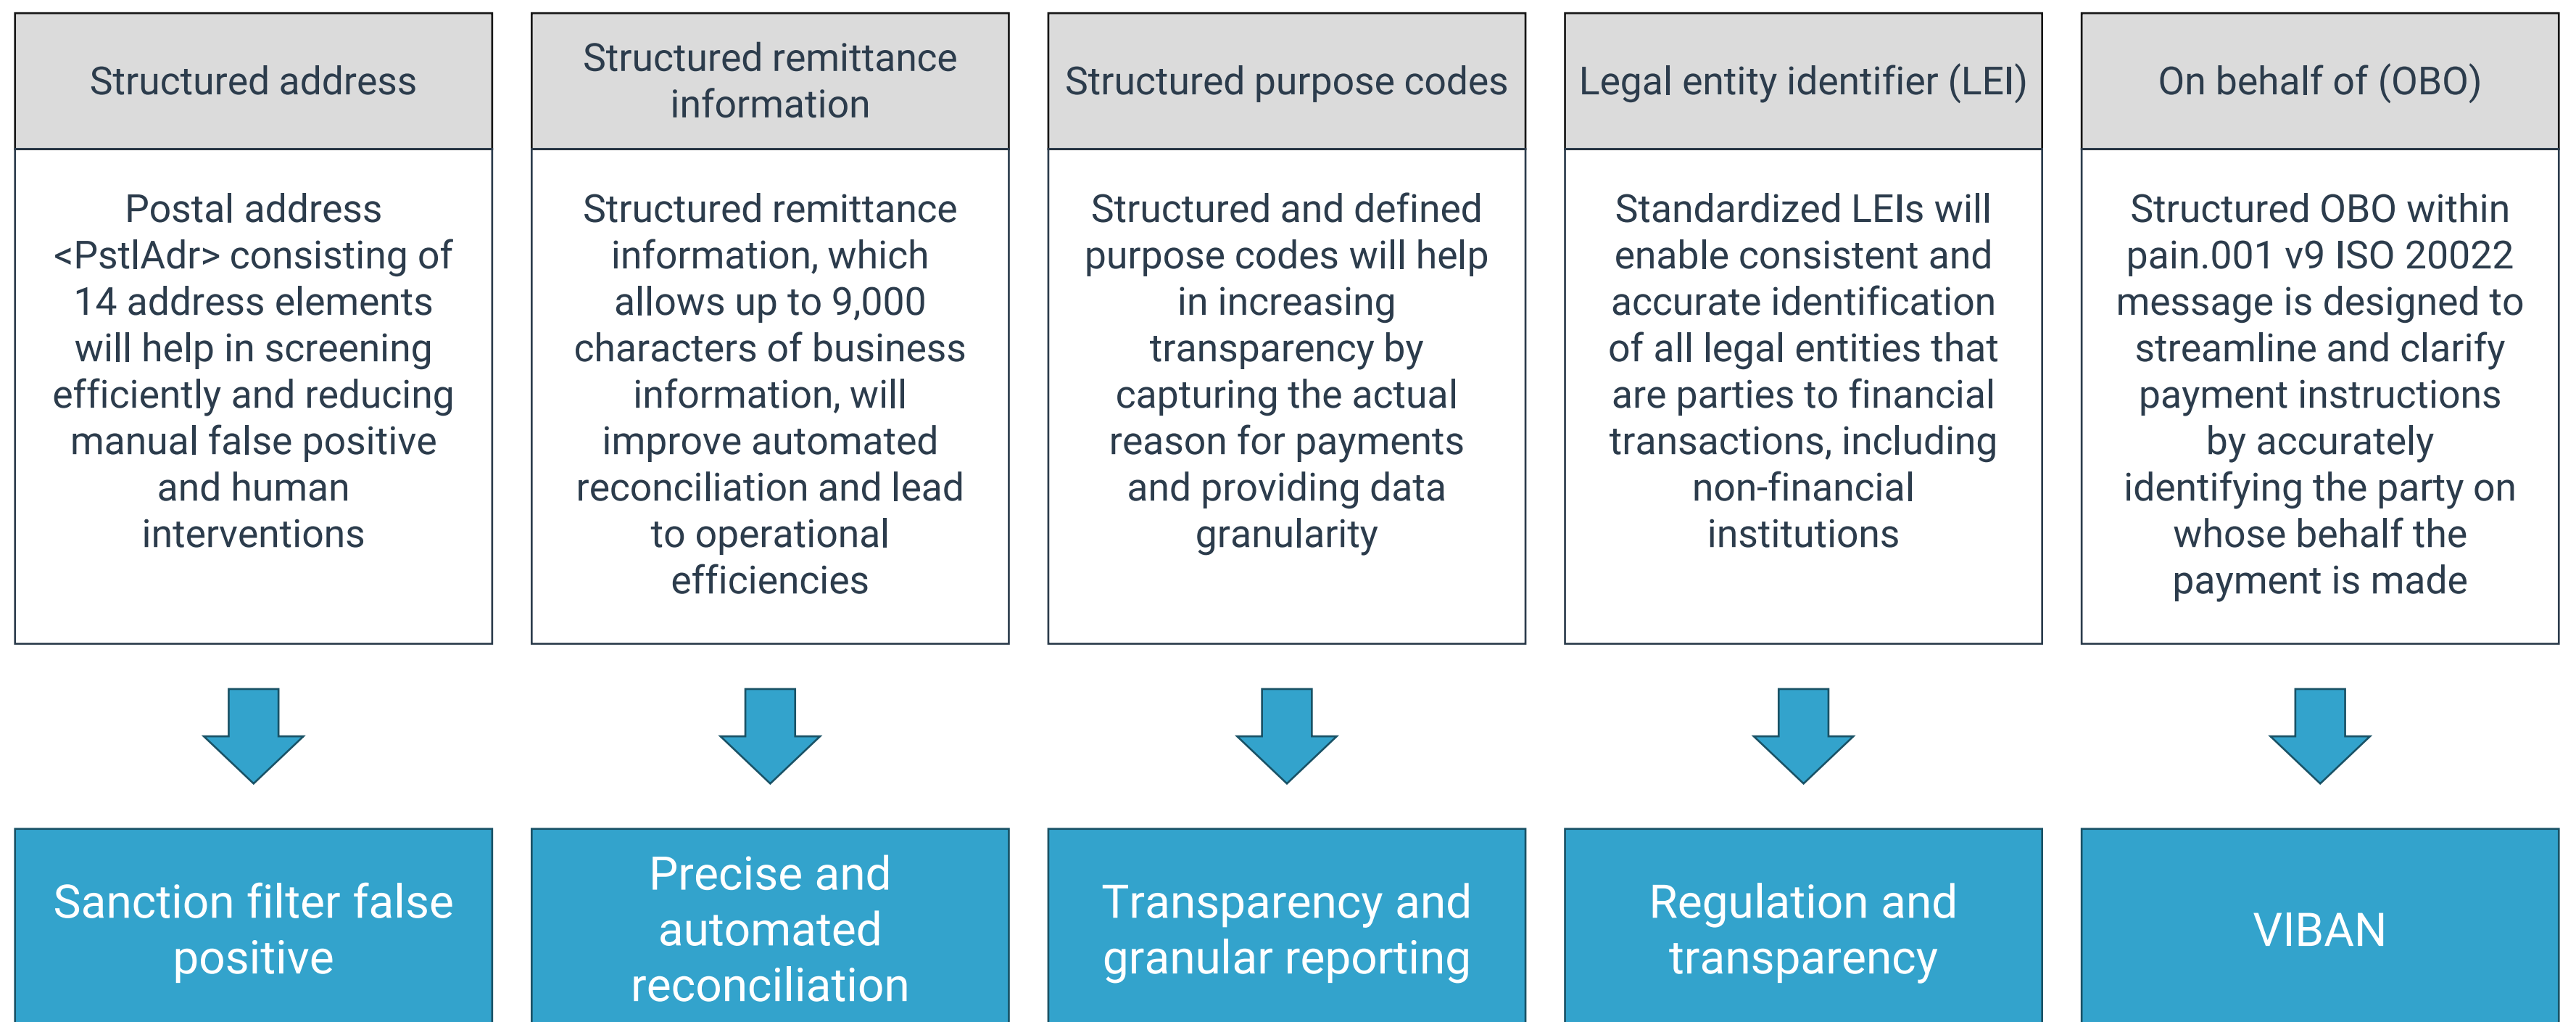 Structured address
Postal address
<PstlAdr> consisting of
14 address elements
will help in screening
efficiently and reducing
manual false positive
and human
interventions
Sanction filter false
positive
Structured remittance
information
Structured remittance
information, which
allows up to 9,000
characters of business
information, will
improve automated
reconciliation and lead
to operational
efficiencies
Precise and
automated
reconciliation
Structured purpose codes
Structured and defined
purpose codes will help
in increasing
transparency by
capturing the actual
reason for payments
and providing data
granularity
Transparency and
granular reporting
Legal entity identifier (LEI)
Standardized LEIs will
enable consistent and
accurate identification
of all legal entities that
are parties to financial
transactions, including
non-financial
institutions
Regulation and
transparency
On behalf of (OBO)
Structured OBO within
pain.001 v9 ISO 20022
message is designed to
streamline and clarify
payment instructions
by accurately
identifying the party on
whose behalf the
payment is made
VIBAN